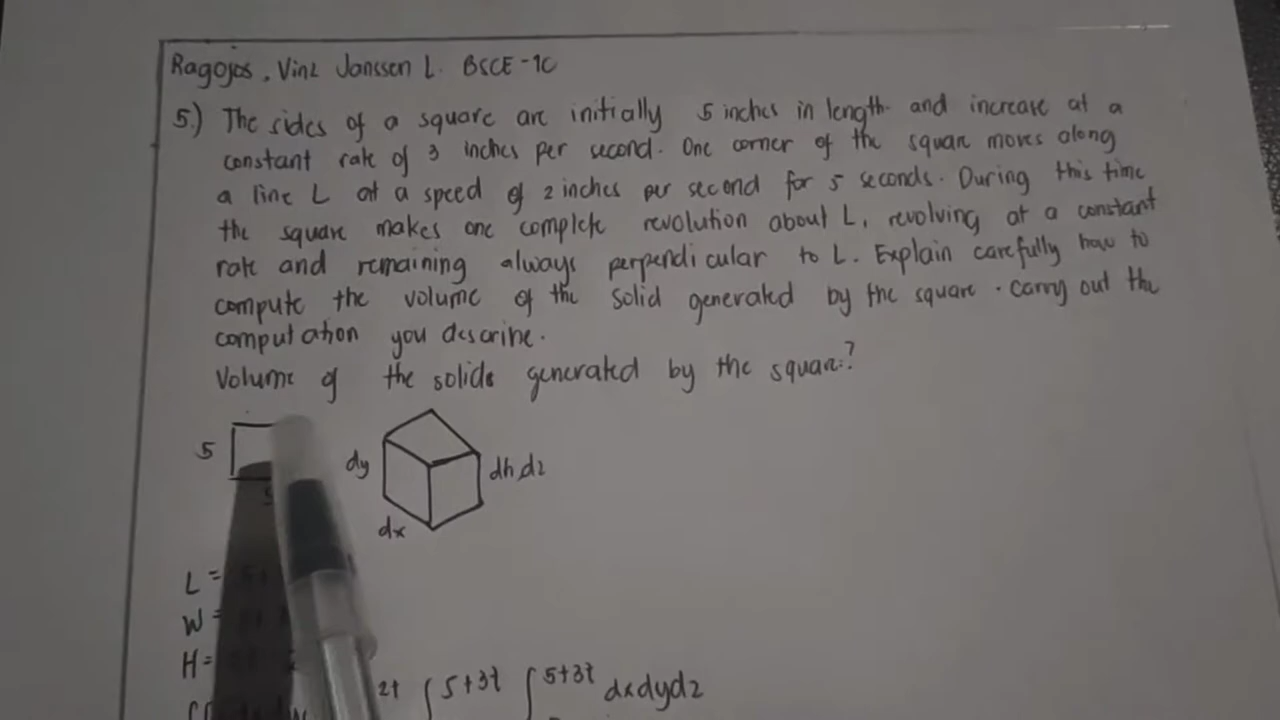 Ragojos, Vinz Janssen L. BSCE-1C
5.) The sides of a square are initially 5 inches in length and increase at a
constant rate of 3 inches per second. One corner of the square moves along
a line L at a speed of 2 inches per second for 5 seconds. During this time
the square makes one complete revolution about L, revolving at a constant
rate and remaining always perpendicular to L. Explain carefully how to
compute the volume of the solid generated by the square. Carry out the
computation you describe.
Volume of the solids generated by the square?
5 dy dh, dz
dx
L =
W =
H =
2t ∫ 5+3t ∫ 5+3t dxdydz